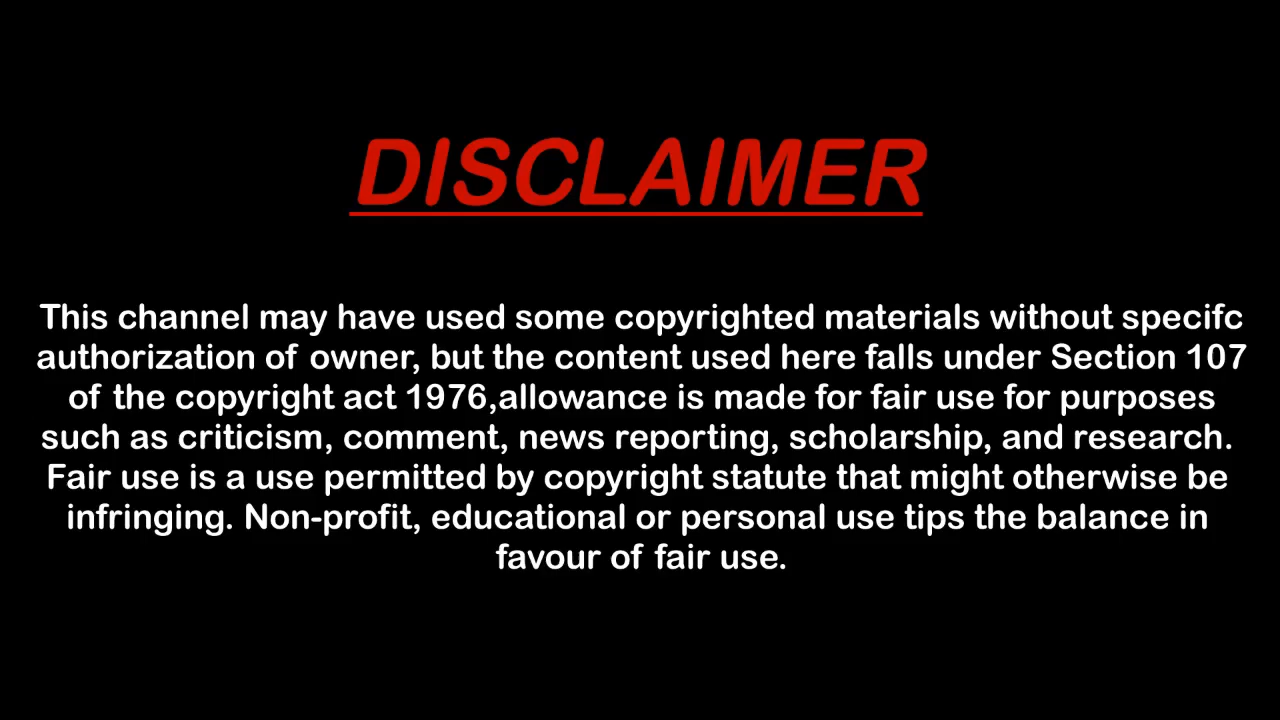 DISCLAIMER
This channel may have used some copyrighted materials without specifc
authorization of owner, but the content used here falls under Section 107
of the copyright act 1976,allowance is made for fair use for purposes
such as criticism, comment, news reporting, scholarship, and research.
Fair use is a use permitted by copyright statute that might otherwise be
infringing. Non-profit, educational or personal use tips the balance in
favour of fair use.